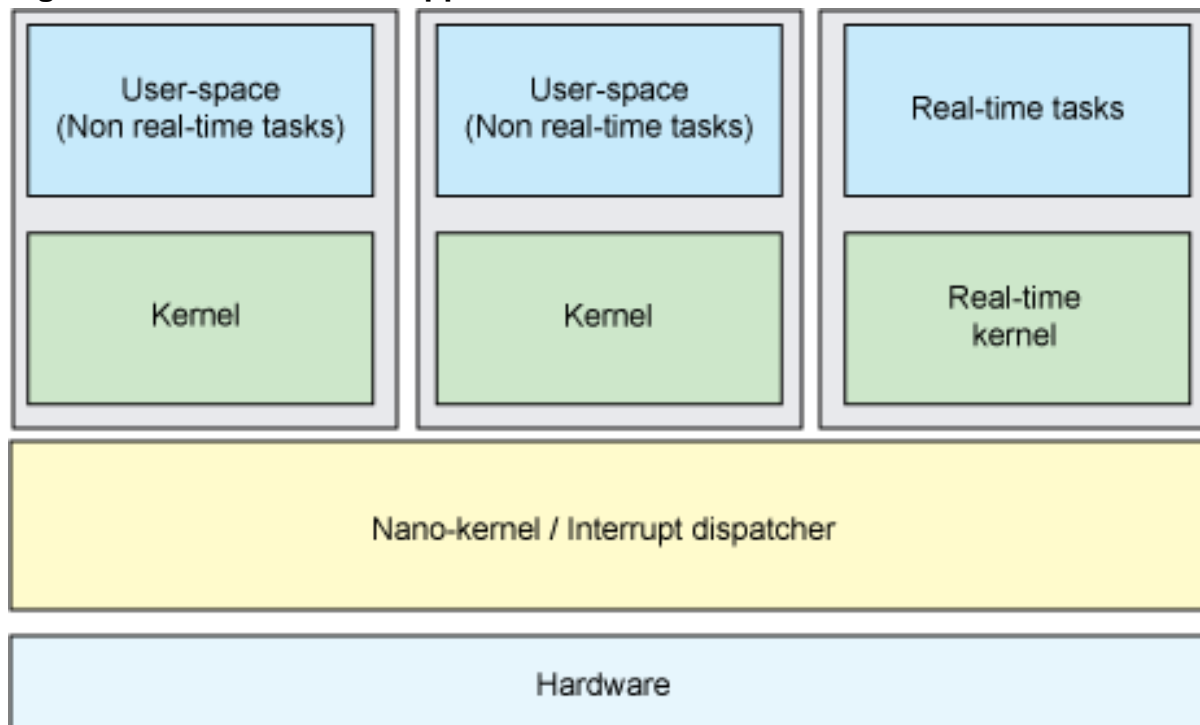 User-space
(Non real-time tasks)
User-space
(Non real-time tasks)
Real-time tasks
Kernel
Kernel
Real-time
kernel
Nano-kernel / Interrupt dispatcher
Hardware